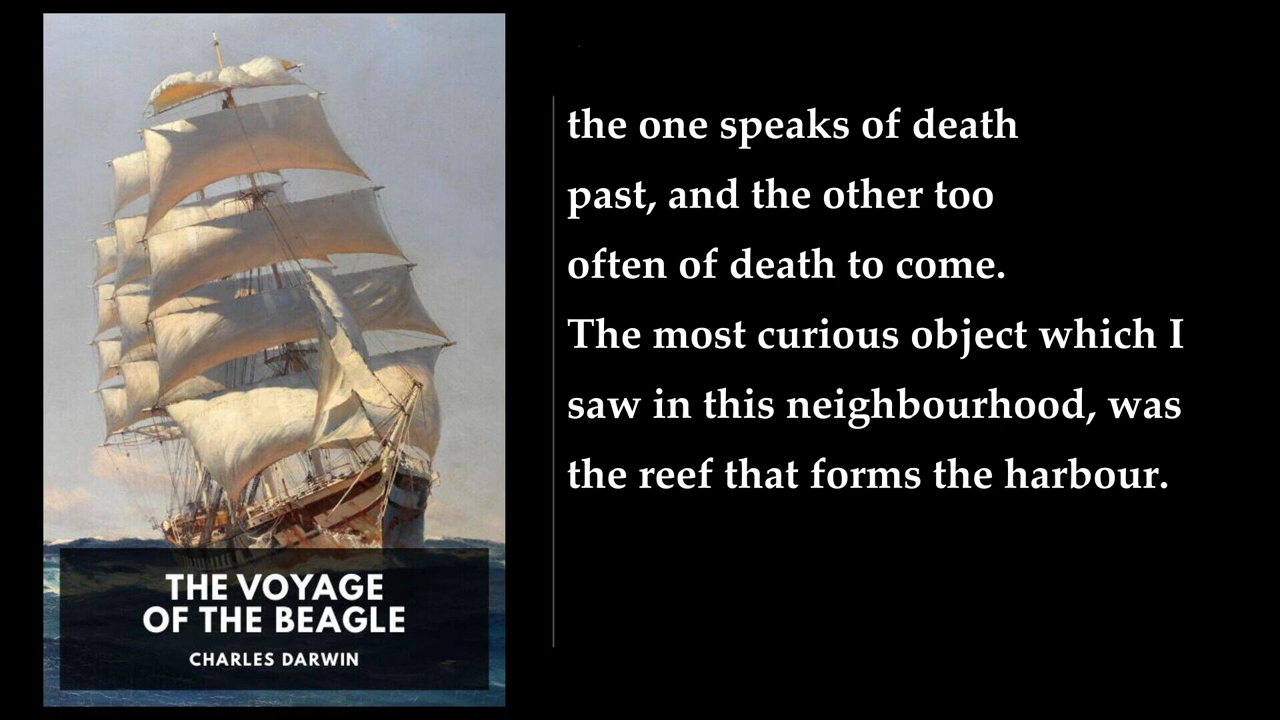 THE VOYAGE
OF THE BEAGLE
CHARLES DARWIN
the one speaks of death
past, and the other too
often of death to come.
The most curious object which I
saw in this neighbourhood, was
the reef that forms the harbour.